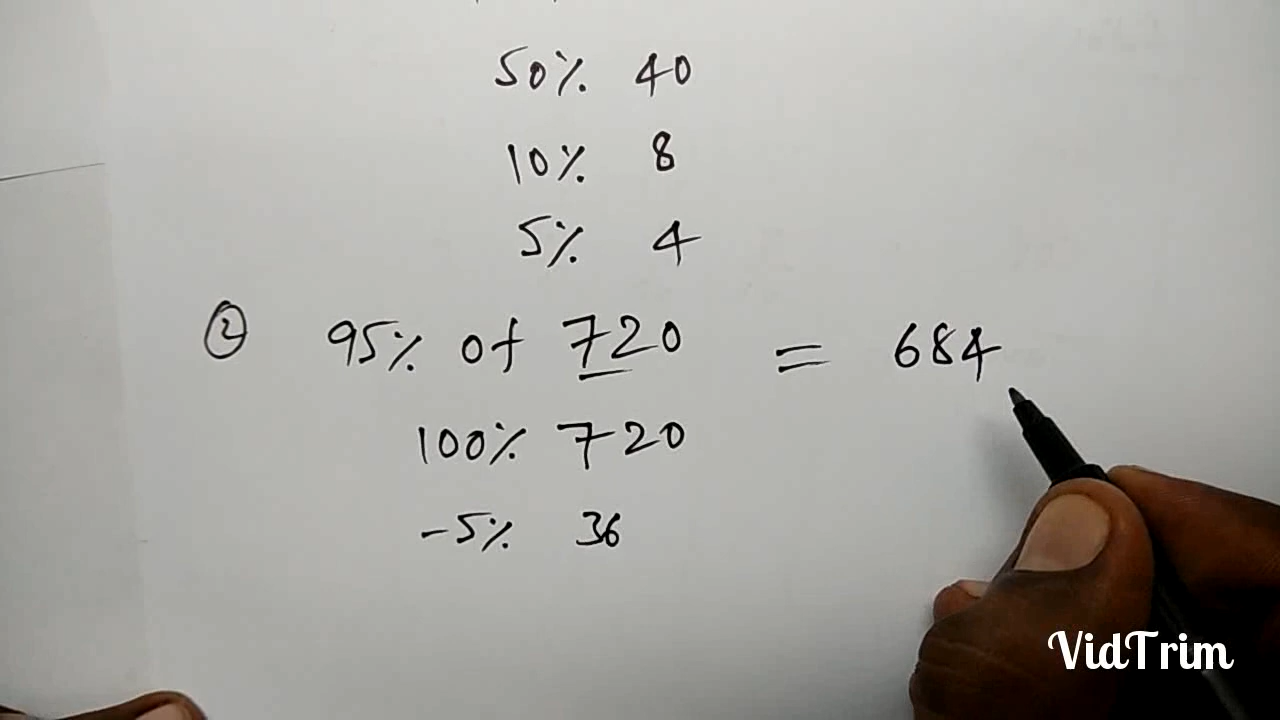 50% 40
10% 8
5% 4
② 95% of 720 = 684
100% 720
-5% 36
VidTrim